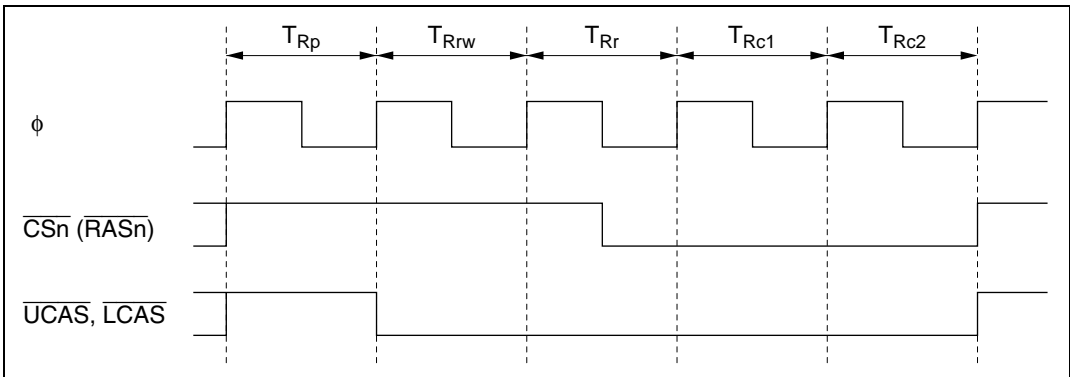 TRp TRrw TRr TRc1 TRc2
ϕ
CSn (RASn)
UCAS, LCAS